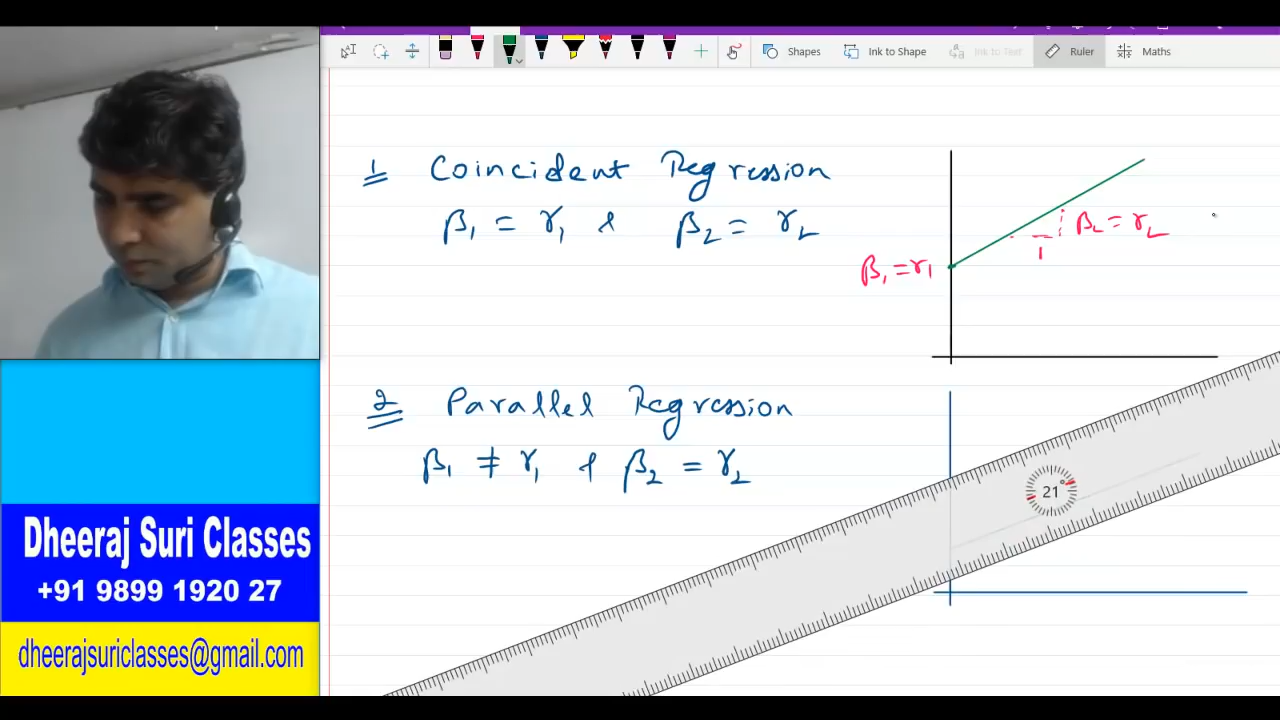 Shapes Ink to Shape Ink to Text Ruler Maths
1 Coincident Regression
β₁ = γ₁ & β₂ = γ₂
β₂ = γ₂
1
β₁ = γ₁
2 Parallel Regression
β₁ ≠ γ₁ & β₂ = γ₂
21°
Dheeraj Suri Classes
+91 9899 1920 27
dheerajsuriclasses@gmail.com